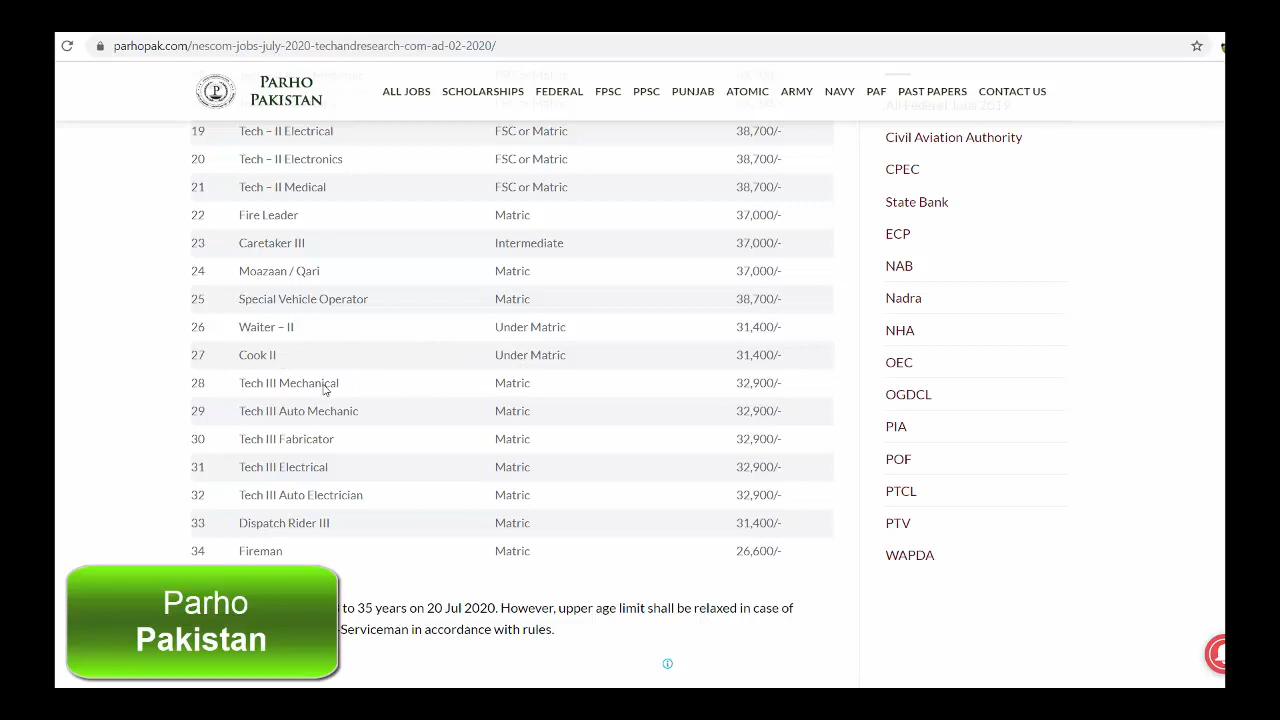 parhopak.com/nescom-jobs-july-2020-techandresearch-com-ad-02-2020/
PARHO PAKISTAN
ALL JOBS SCHOLARSHIPS FEDERAL FPSC PPSC PUNJAB ATOMIC ARMY NAVY PAF PAST PAPERS CONTACT US
FSC or Matric
All Federal Jobs 2019
19 Tech – II Electrical FSC or Matric 38,700/-
20 Tech – II Electronics FSC or Matric 38,700/-
21 Tech – II Medical FSC or Matric 38,700/-
22 Fire Leader Matric 37,000/-
23 Caretaker III Intermediate 37,000/-
24 Moazaan / Qari Matric 37,000/-
25 Special Vehicle Operator Matric 38,700/-
26 Waiter – II Under Matric 31,400/-
27 Cook II Under Matric 31,400/-
28 Tech III Mechanical Matric 32,900/-
29 Tech III Auto Mechanic Matric 32,900/-
30 Tech III Fabricator Matric 32,900/-
31 Tech III Electrical Matric 32,900/-
32 Tech III Auto Electrician Matric 32,900/-
33 Dispatch Rider III Matric 31,400/-
34 Fireman Matric 26,600/-
to 35 years on 20 Jul 2020. However, upper age limit shall be relaxed in case of
Serviceman in accordance with rules.
Civil Aviation Authority
CPEC
State Bank
ECP
NAB
Nadra
NHA
OEC
OGDCL
PIA
POF
PTCL
PTV
WAPDA
Parho
Pakistan